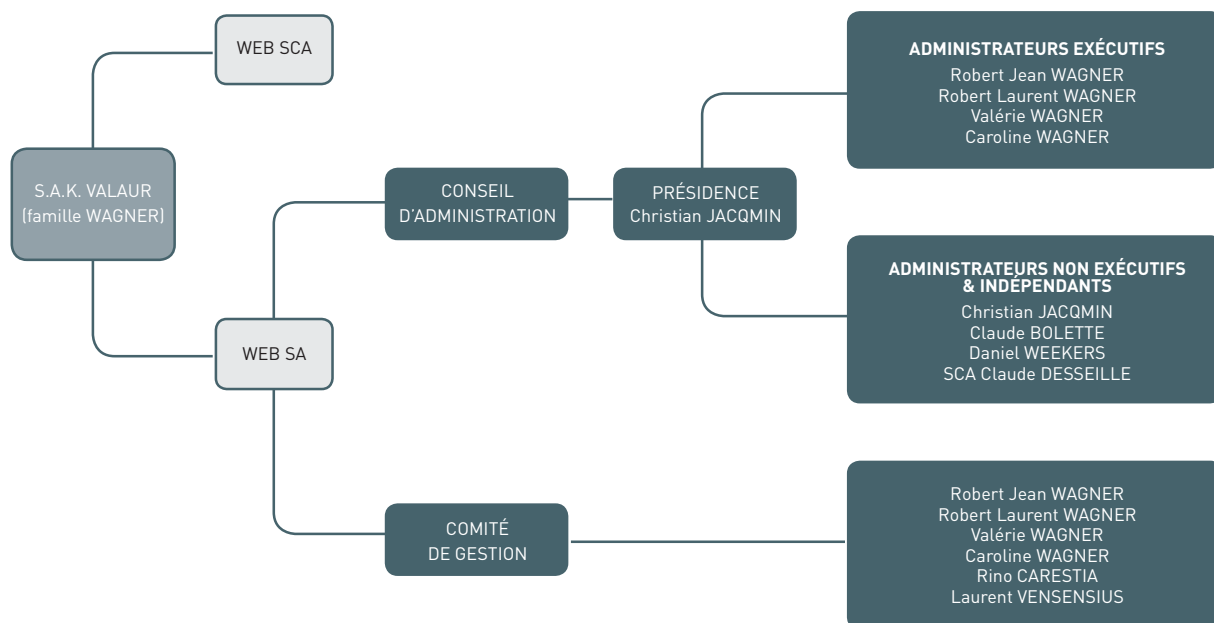 WEB SCA
S.A.K. VALAUR
(famille WAGNER)
WEB SA
CONSEIL
D'ADMINISTRATION
PRÉSIDENCE
Christian JACQMIN
ADMINISTRATEURS EXÉCUTIFS
Robert Jean WAGNER
Robert Laurent WAGNER
Valérie WAGNER
Caroline WAGNER
ADMINISTRATEURS NON EXÉCUTIFS
& INDÉPENDANTS
Christian JACQMIN
Claude BOLETTE
Daniel WEEKERS
SCA Claude DESSEILLE
COMITÉ
DE GESTION
Robert Jean WAGNER
Robert Laurent WAGNER
Valérie WAGNER
Caroline WAGNER
Rino CARESTIA
Laurent VENSENSIUS